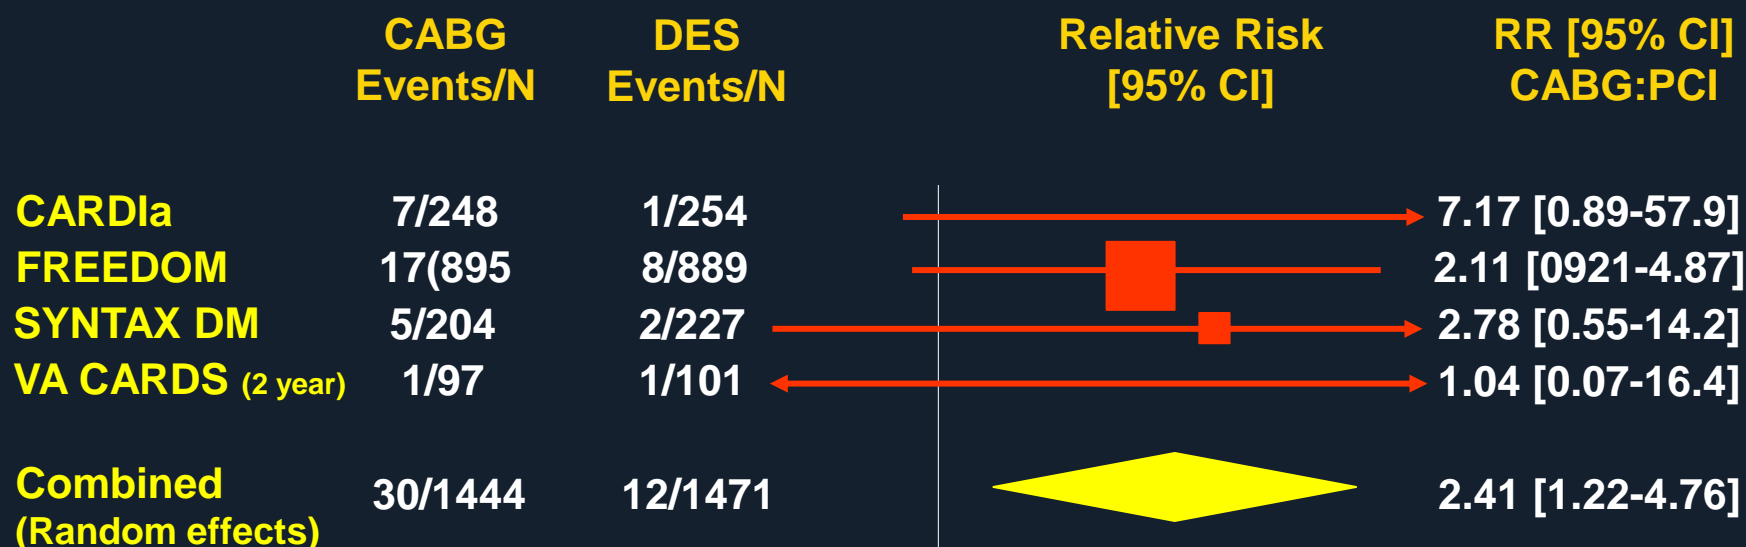 CABG DES Relative Risk RR [95% CI]
Events/N Events/N [95% CI] CABG:PCI
CARDIa 7/248 1/254 7.17 [0.89-57.9]
FREEDOM 17(895 8/889 2.11 [0921-4.87]
SYNTAX DM 5/204 2/227 2.78 [0.55-14.2]
VA CARDS (2 year) 1/97 1/101 1.04 [0.07-16.4]
Combined 30/1444 12/1471 2.41 [1.22-4.76]
(Random effects)